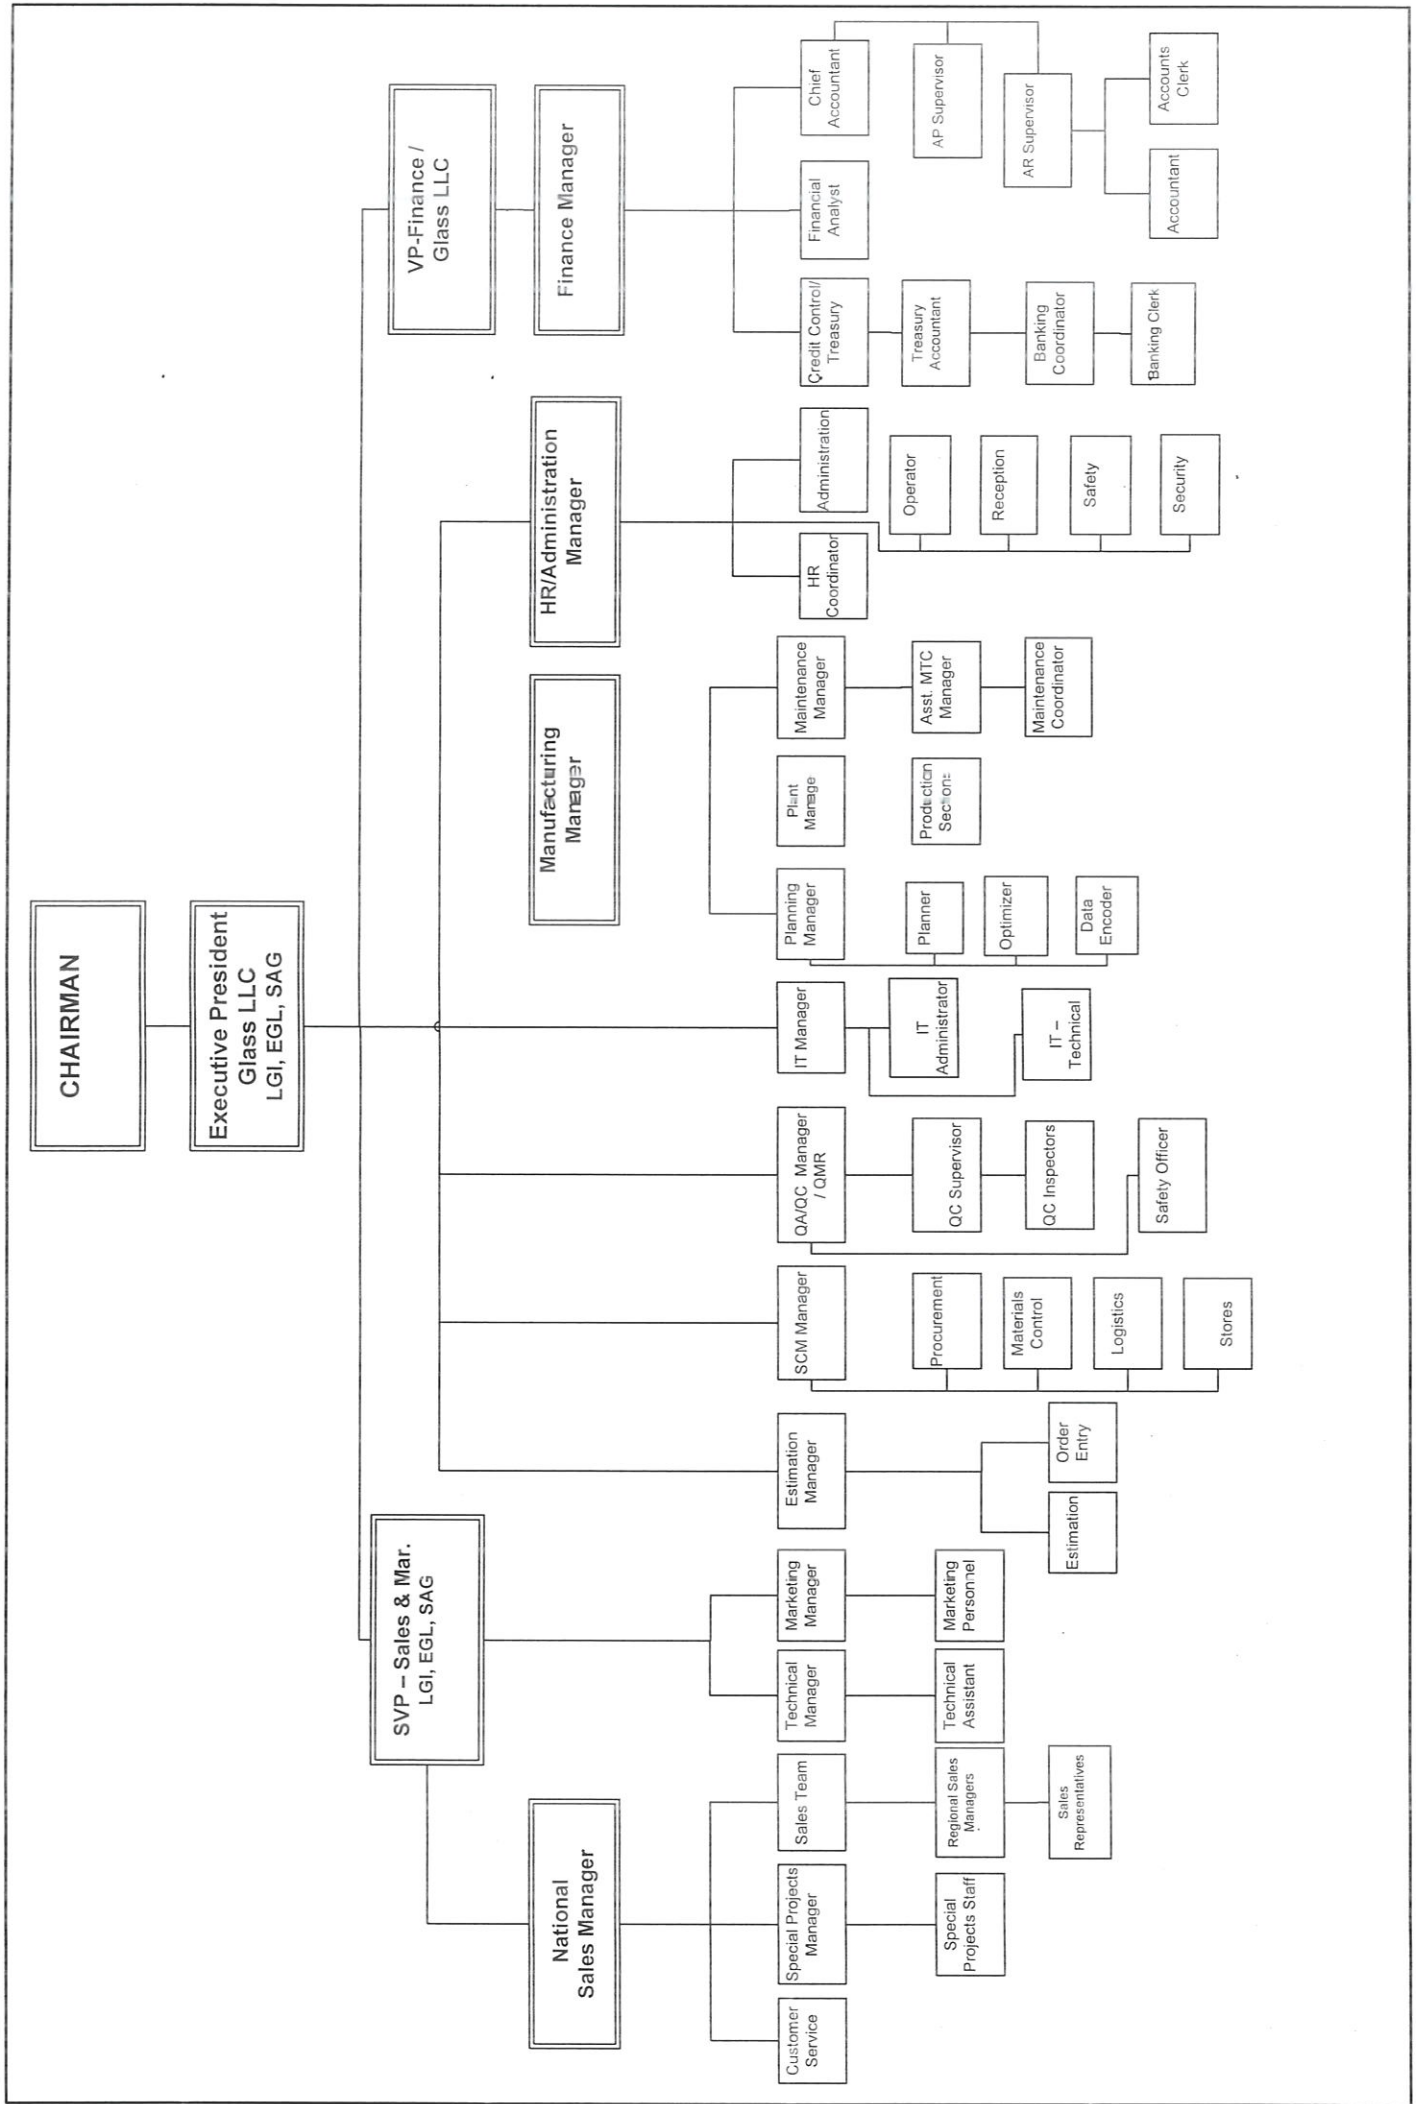 CHAIRMAN
Executive President
Glass LLC
LGI, EGL, SAG
SVP – Sales & Mar.
LGI, EGL, SAG
VP-Finance /
Glass LLC
National
Sales Manager
Manufacturing
Manager
HR/Administration
Manager
Finance Manager
Customer
Service
Special Projects
Manager
Special
Projects Staff
Sales Team
Regional Sales
Managers
Sales
Representatives
Technical
Manager
Technical
Assistant
Marketing
Manager
Marketing
Personnel
Estimation
Manager
Estimation
Order
Entry
SCM Manager
Procurement
Materials
Control
Logistics
Stores
QA/QC Manager
/ QMR
QC Supervisor
QC Inspectors
Safety Officer
IT Manager
IT
Administrator
IT –
Technical
Planning
Manager
Planner
Optimizer
Data
Encoder
Plant
Manage
Production
Sections
Maintenance
Manager
Asst. MTC
Manager
Maintenance
Coordinator
HR
Coordinator
Administration
Operator
Reception
Safety
Security
Credit Control/
Treasury
Treasury
Accountant
Banking
Coordinator
Banking Clerk
Financial
Analyst
Chief
Accountant
AP Supervisor
AR Supervisor
Accountant
Accounts
Clerk